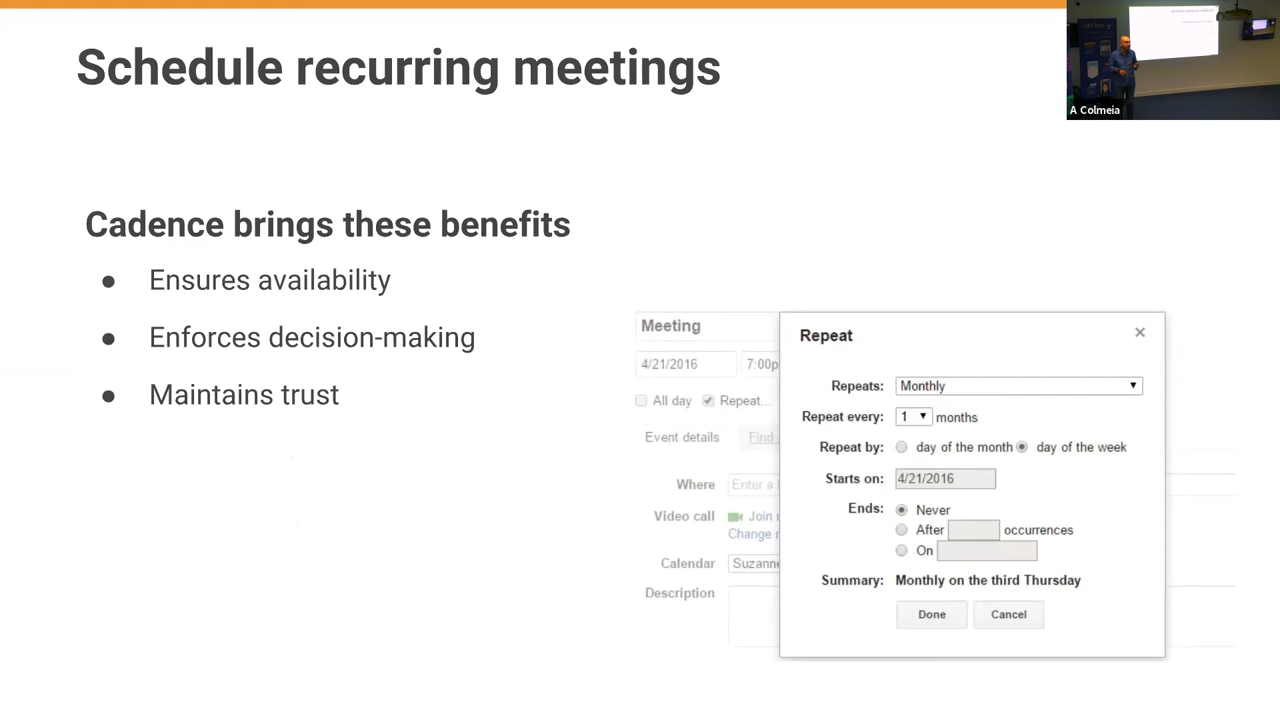 Schedule recurring meetings
A Colmeia
Cadence brings these benefits
● Ensures availability
● Enforces decision-making
● Maintains trust
Meeting
4/21/2016 7:00p
All day Repeat...
Event details Find
Where Enter a
Video call Join
Change
Calendar Suzanne
Description
Repeat ×
Repeats: Monthly
Repeat every: 1 months
Repeat by: day of the month day of the week
Starts on: 4/21/2016
Ends: Never
After occurrences
On
Summary: Monthly on the third Thursday
Done Cancel